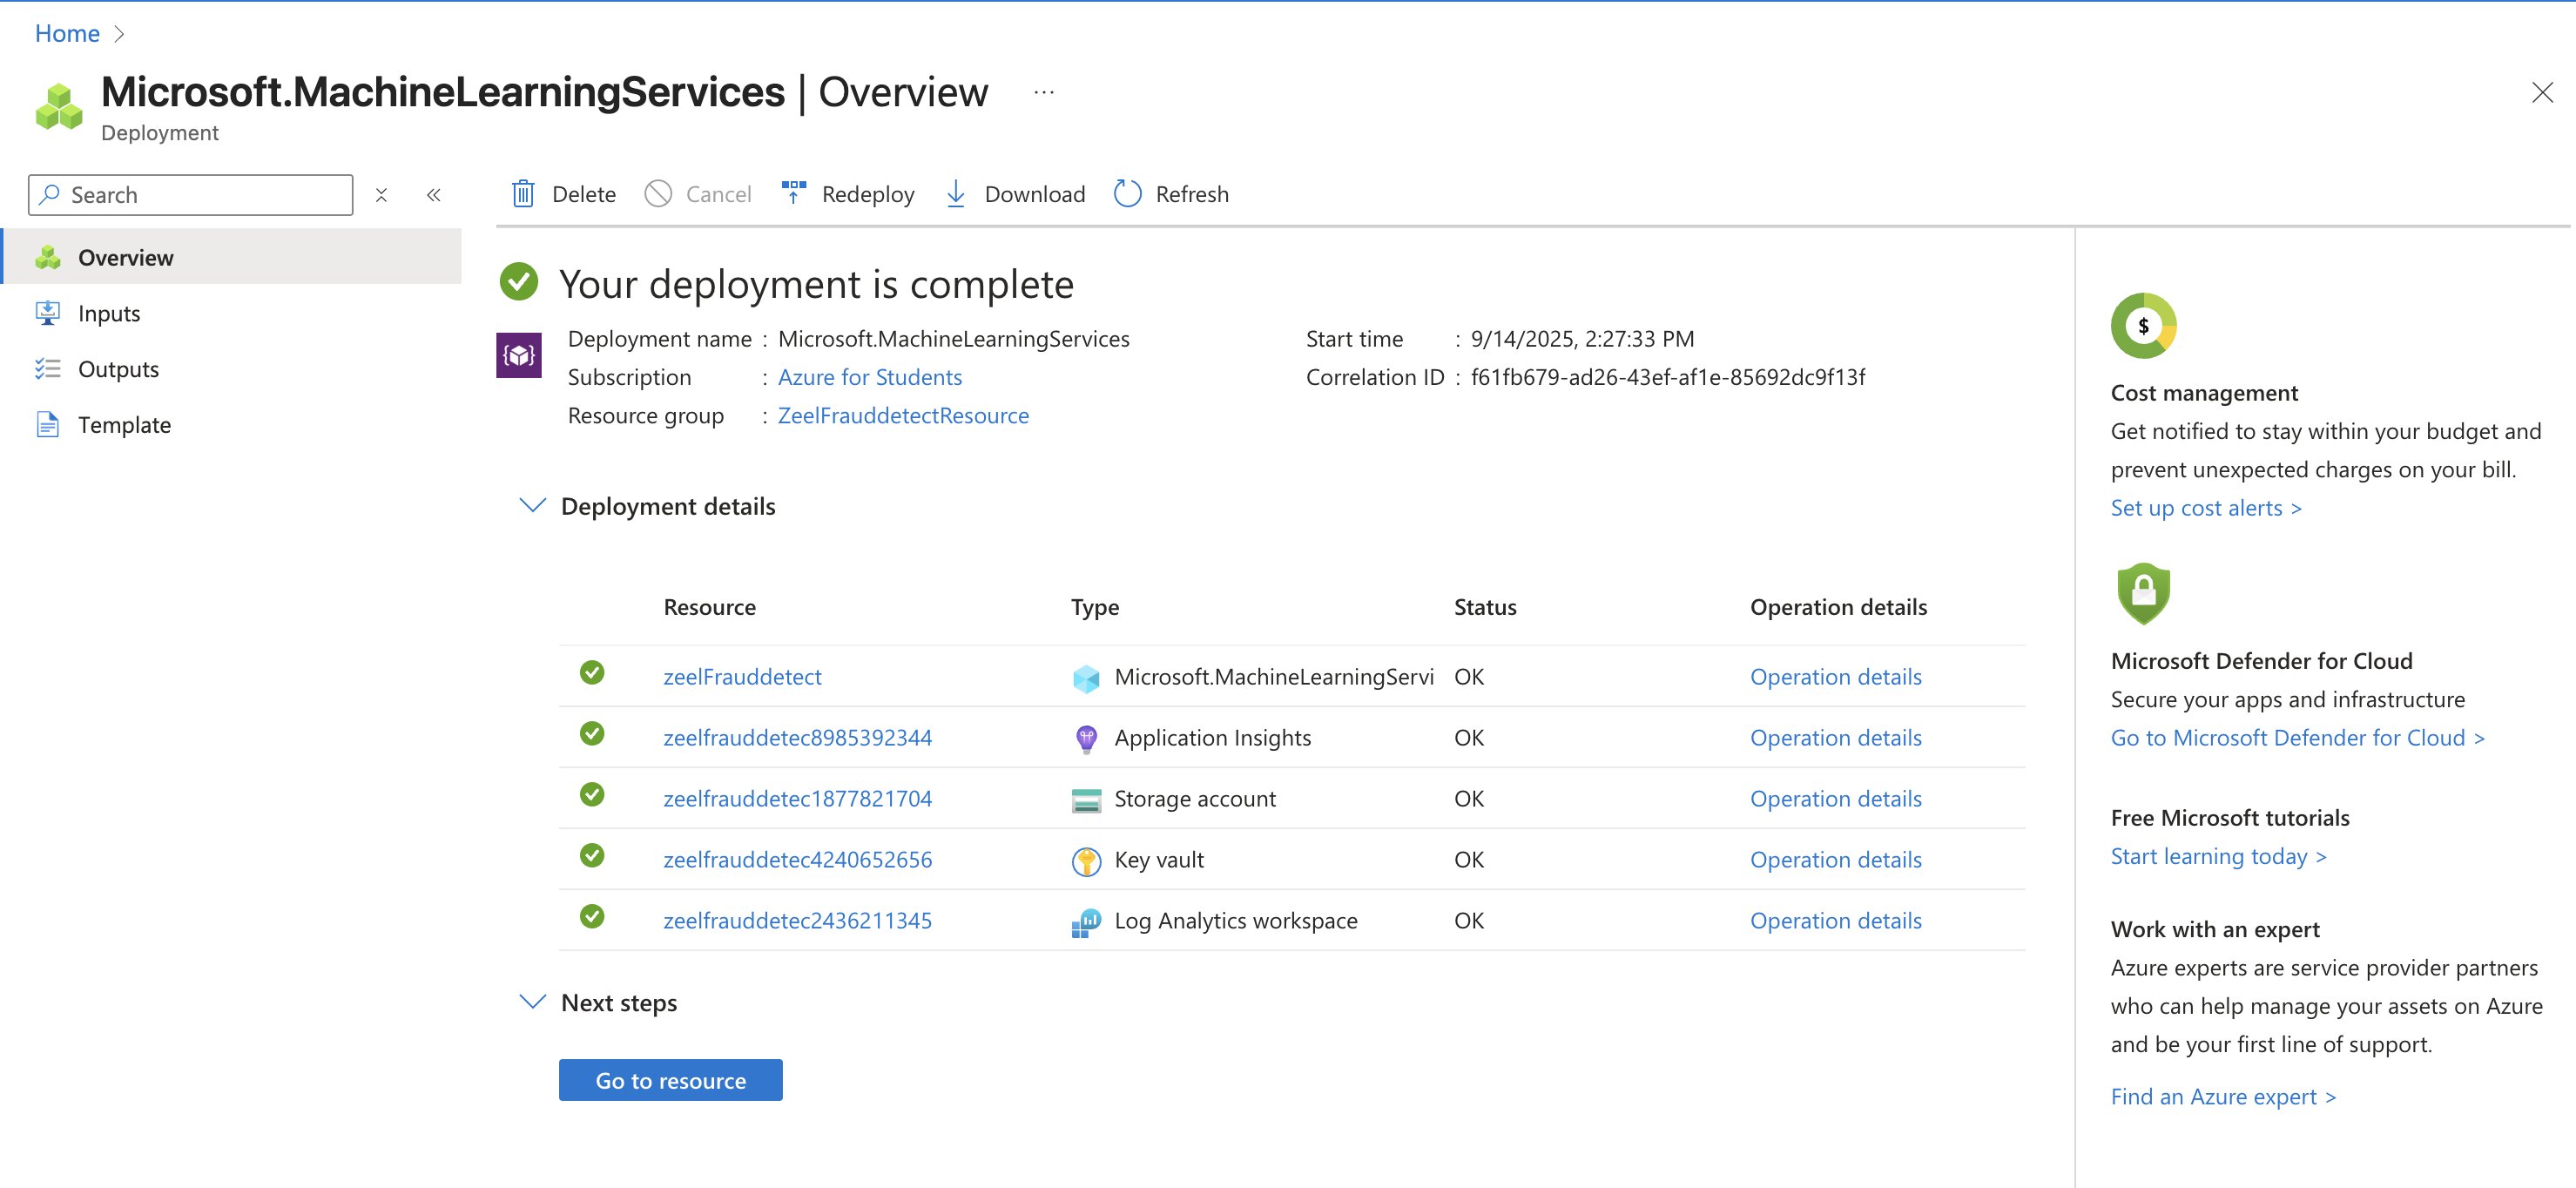 Home
Microsoft.MachineLearningServices | Overview ...
Deployment
Search
Overview
Inputs
Outputs
Template
Delete Cancel Redeploy Download Refresh
Your deployment is complete
Deployment name : Microsoft.MachineLearningServices
Subscription : Azure for Students
Resource group : ZeelFrauddetectResource
Start time : 9/14/2025, 2:27:33 PM
Correlation ID : f61fb679-ad26-43ef-af1e-85692dc9f13f
Deployment details
Resource Type Status Operation details
zeelFrauddetect Microsoft.MachineLearningServi OK Operation details
zeelfrauddetec8985392344 Application Insights OK Operation details
zeelfrauddetec1877821704 Storage account OK Operation details
zeelfrauddetec4240652656 Key vault OK Operation details
zeelfrauddetec2436211345 Log Analytics workspace OK Operation details
Next steps
Go to resource
$
Cost management
Get notified to stay within your budget and
prevent unexpected charges on your bill.
Set up cost alerts >
Microsoft Defender for Cloud
Secure your apps and infrastructure
Go to Microsoft Defender for Cloud >
Free Microsoft tutorials
Start learning today >
Work with an expert
Azure experts are service provider partners
who can help manage your assets on Azure
and be your first line of support.
Find an Azure expert >